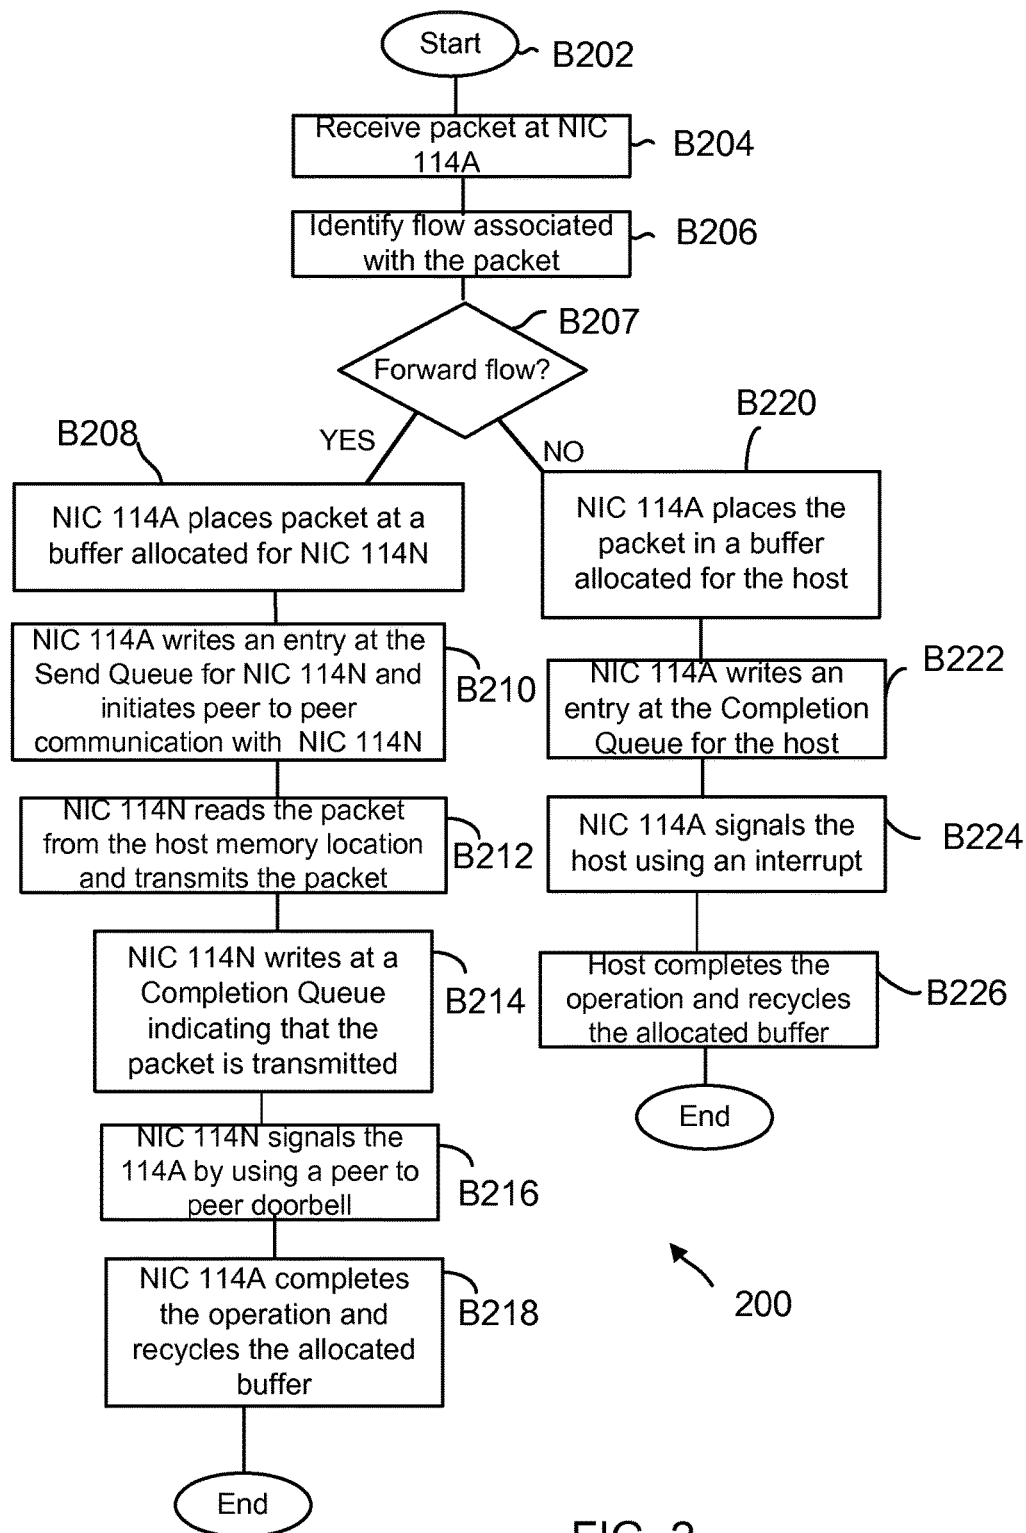 Start
B202
Receive packet at NIC
114A
B204
Identify flow associated
with the packet
B206
B207
Forward flow?
YES
NO
B208
NIC 114A places packet at a
buffer allocated for NIC 114N
B220
NIC 114A places the
packet in a buffer
allocated for the host
NIC 114A writes an entry at the
Send Queue for NIC 114N and
initiates peer to peer
communication with NIC 114N
B210
NIC 114A writes an
entry at the Completion
Queue for the host
B222
NIC 114N reads the packet
from the host memory location
and transmits the packet
B212
NIC 114A signals the
host using an interrupt
B224
NIC 114N writes at a
Completion Queue
indicating that the
packet is transmitted
B214
Host completes the
operation and recycles
the allocated buffer
B226
End
NIC 114N signals the
114A by using a peer to
peer doorbell
B216
NIC 114A completes
the operation and
recycles the allocated
buffer
B218
200
End
FIG.